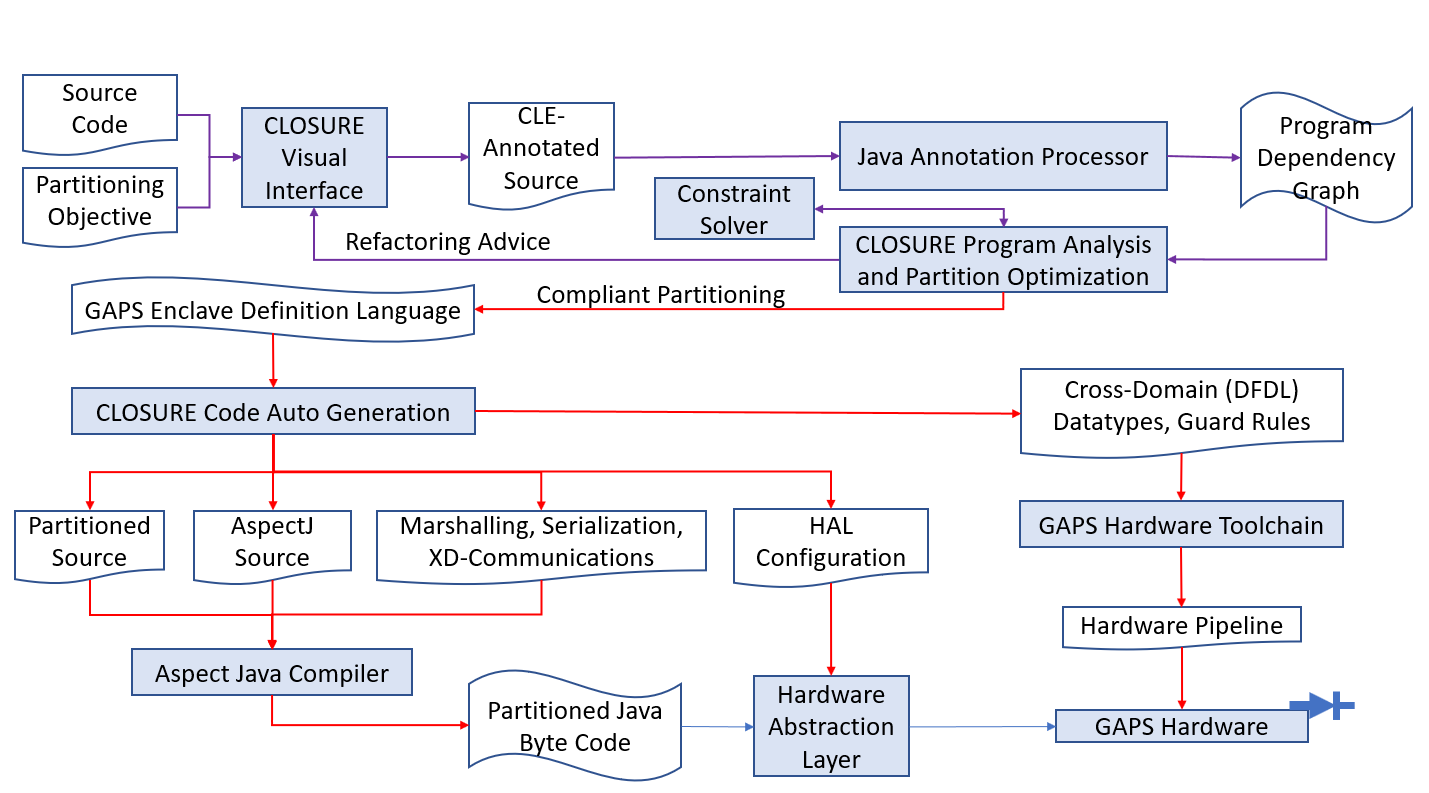 Source
Code
Partitioning
Objective
CLOSURE
Visual
Interface
CLE-
Annotated
Source
Java Annotation Processor
Program
Dependency
Graph
Constraint
Solver
Refactoring Advice
CLOSURE Program Analysis
and Partition Optimization
Compliant Partitioning
GAPS Enclave Definition Language
CLOSURE Code Auto Generation
Cross-Domain (DFDL)
Datatypes, Guard Rules
Partitioned
Source
AspectJ
Source
Marshalling, Serialization,
XD-Communications
HAL
Configuration
GAPS Hardware Toolchain
Hardware Pipeline
Aspect Java Compiler
Partitioned Java
Byte Code
Hardware
Abstraction
Layer
GAPS Hardware